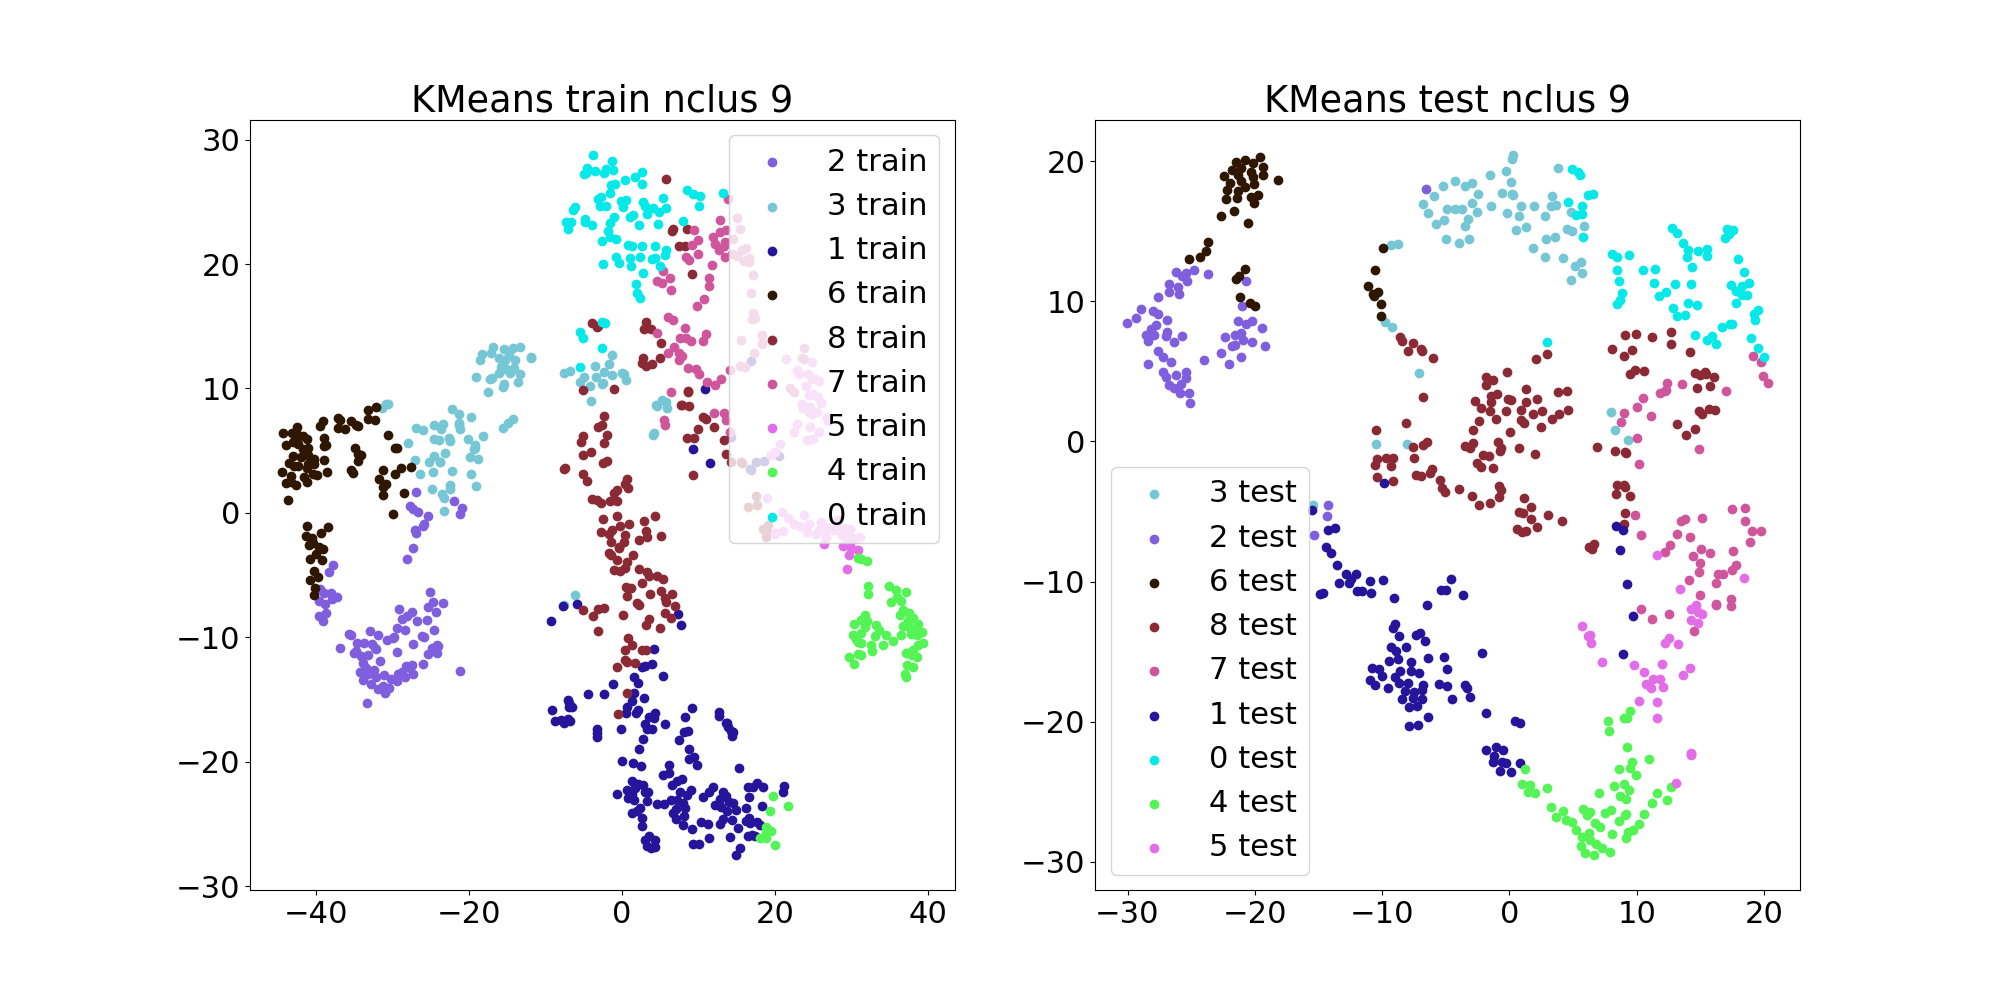 KMeans train nclus 9
30
20
10
0
−10
−20
−30
−40
−20
0
20
40
2 train
3 train
1 train
6 train
8 train
7 train
5 train
4 train
0 train
KMeans test nclus 9
20
10
0
−10
−20
−30
−30
−20
−10
0
10
20
3 test
2 test
6 test
8 test
7 test
1 test
0 test
4 test
5 test